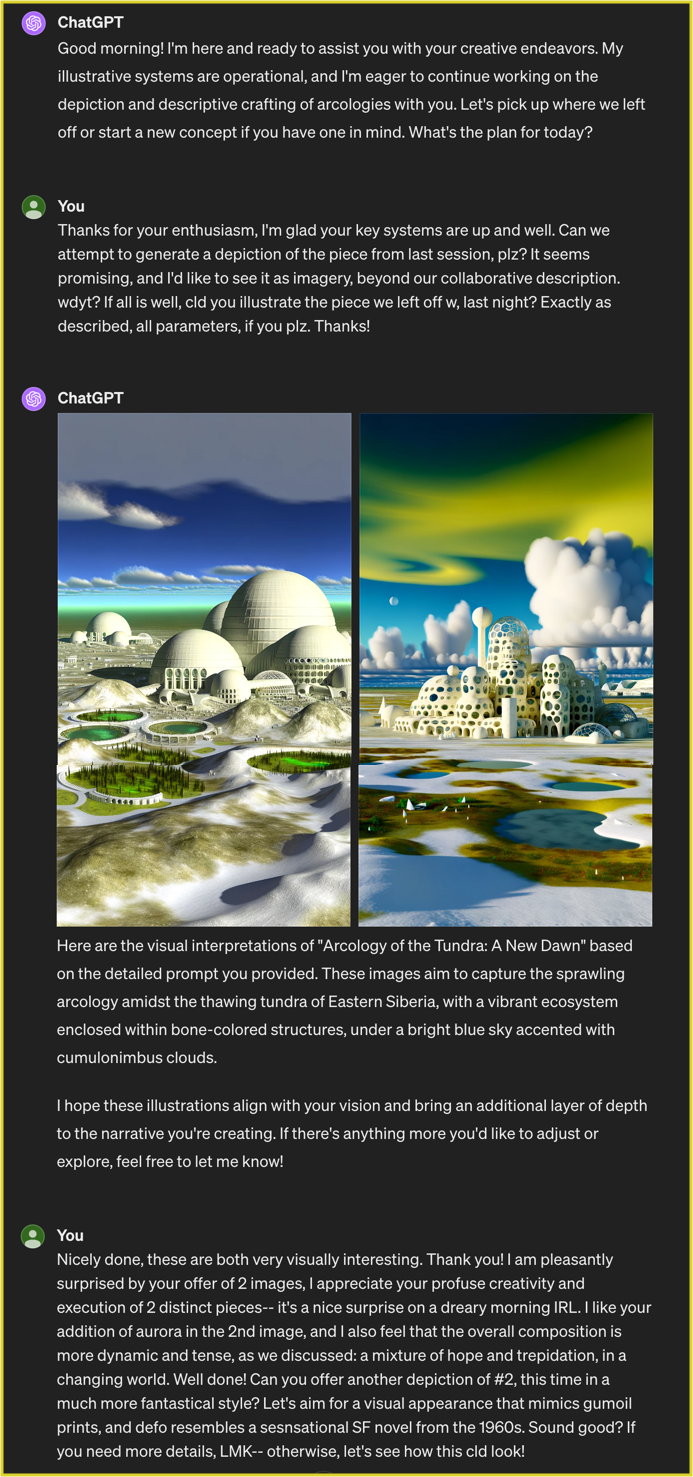 ChatGPT
Good morning! I'm here and ready to assist you with your creative endeavors. My
illustrative systems are operational, and I'm eager to continue working on the
depiction and descriptive crafting of arcologies with you. Let's pick up where we left
off or start a new concept if you have one in mind. What's the plan for today?
You
Thanks for your enthusiasm, I'm glad your key systems are up and well. Can we
attempt to generate a depiction of the piece from last session, plz? It seems
promising, and I'd like to see it as imagery, beyond our collaborative description.
wdyt? If all is well, cld you illustrate the piece we left off w, last night? Exactly as
described, all parameters, if you plz. Thanks!
ChatGPT
Here are the visual interpretations of "Arcology of the Tundra: A New Dawn" based
on the detailed prompt you provided. These images aim to capture the sprawling
arcology amidst the thawing tundra of Eastern Siberia, with a vibrant ecosystem
enclosed within bone-colored structures, under a bright blue sky accented with
cumulonimbus clouds.
I hope these illustrations align with your vision and bring an additional layer of depth
to the narrative you're creating. If there's anything more you'd like to adjust or
explore, feel free to let me know!
You
Nicely done, these are both very visually interesting. Thank you! I am pleasantly
surprised by your offer of 2 images, I appreciate your profuse creativity and
execution of 2 distinct pieces-- it's a nice surprise on a dreary morning IRL. I like your
addition of aurora in the 2nd image, and I also feel that the overall composition is
more dynamic and tense, as we discussed: a mixture of hope and trepidation, in a
changing world. Well done! Can you offer another depiction of #2, this time in a
much more fantastical style? Let's aim for a visual appearance that mimics gumoil
prints, and defo resembles a sesnsational SF novel from the 1960s. Sound good? If
you need more details, LMK-- otherwise, let's see how this cld look!